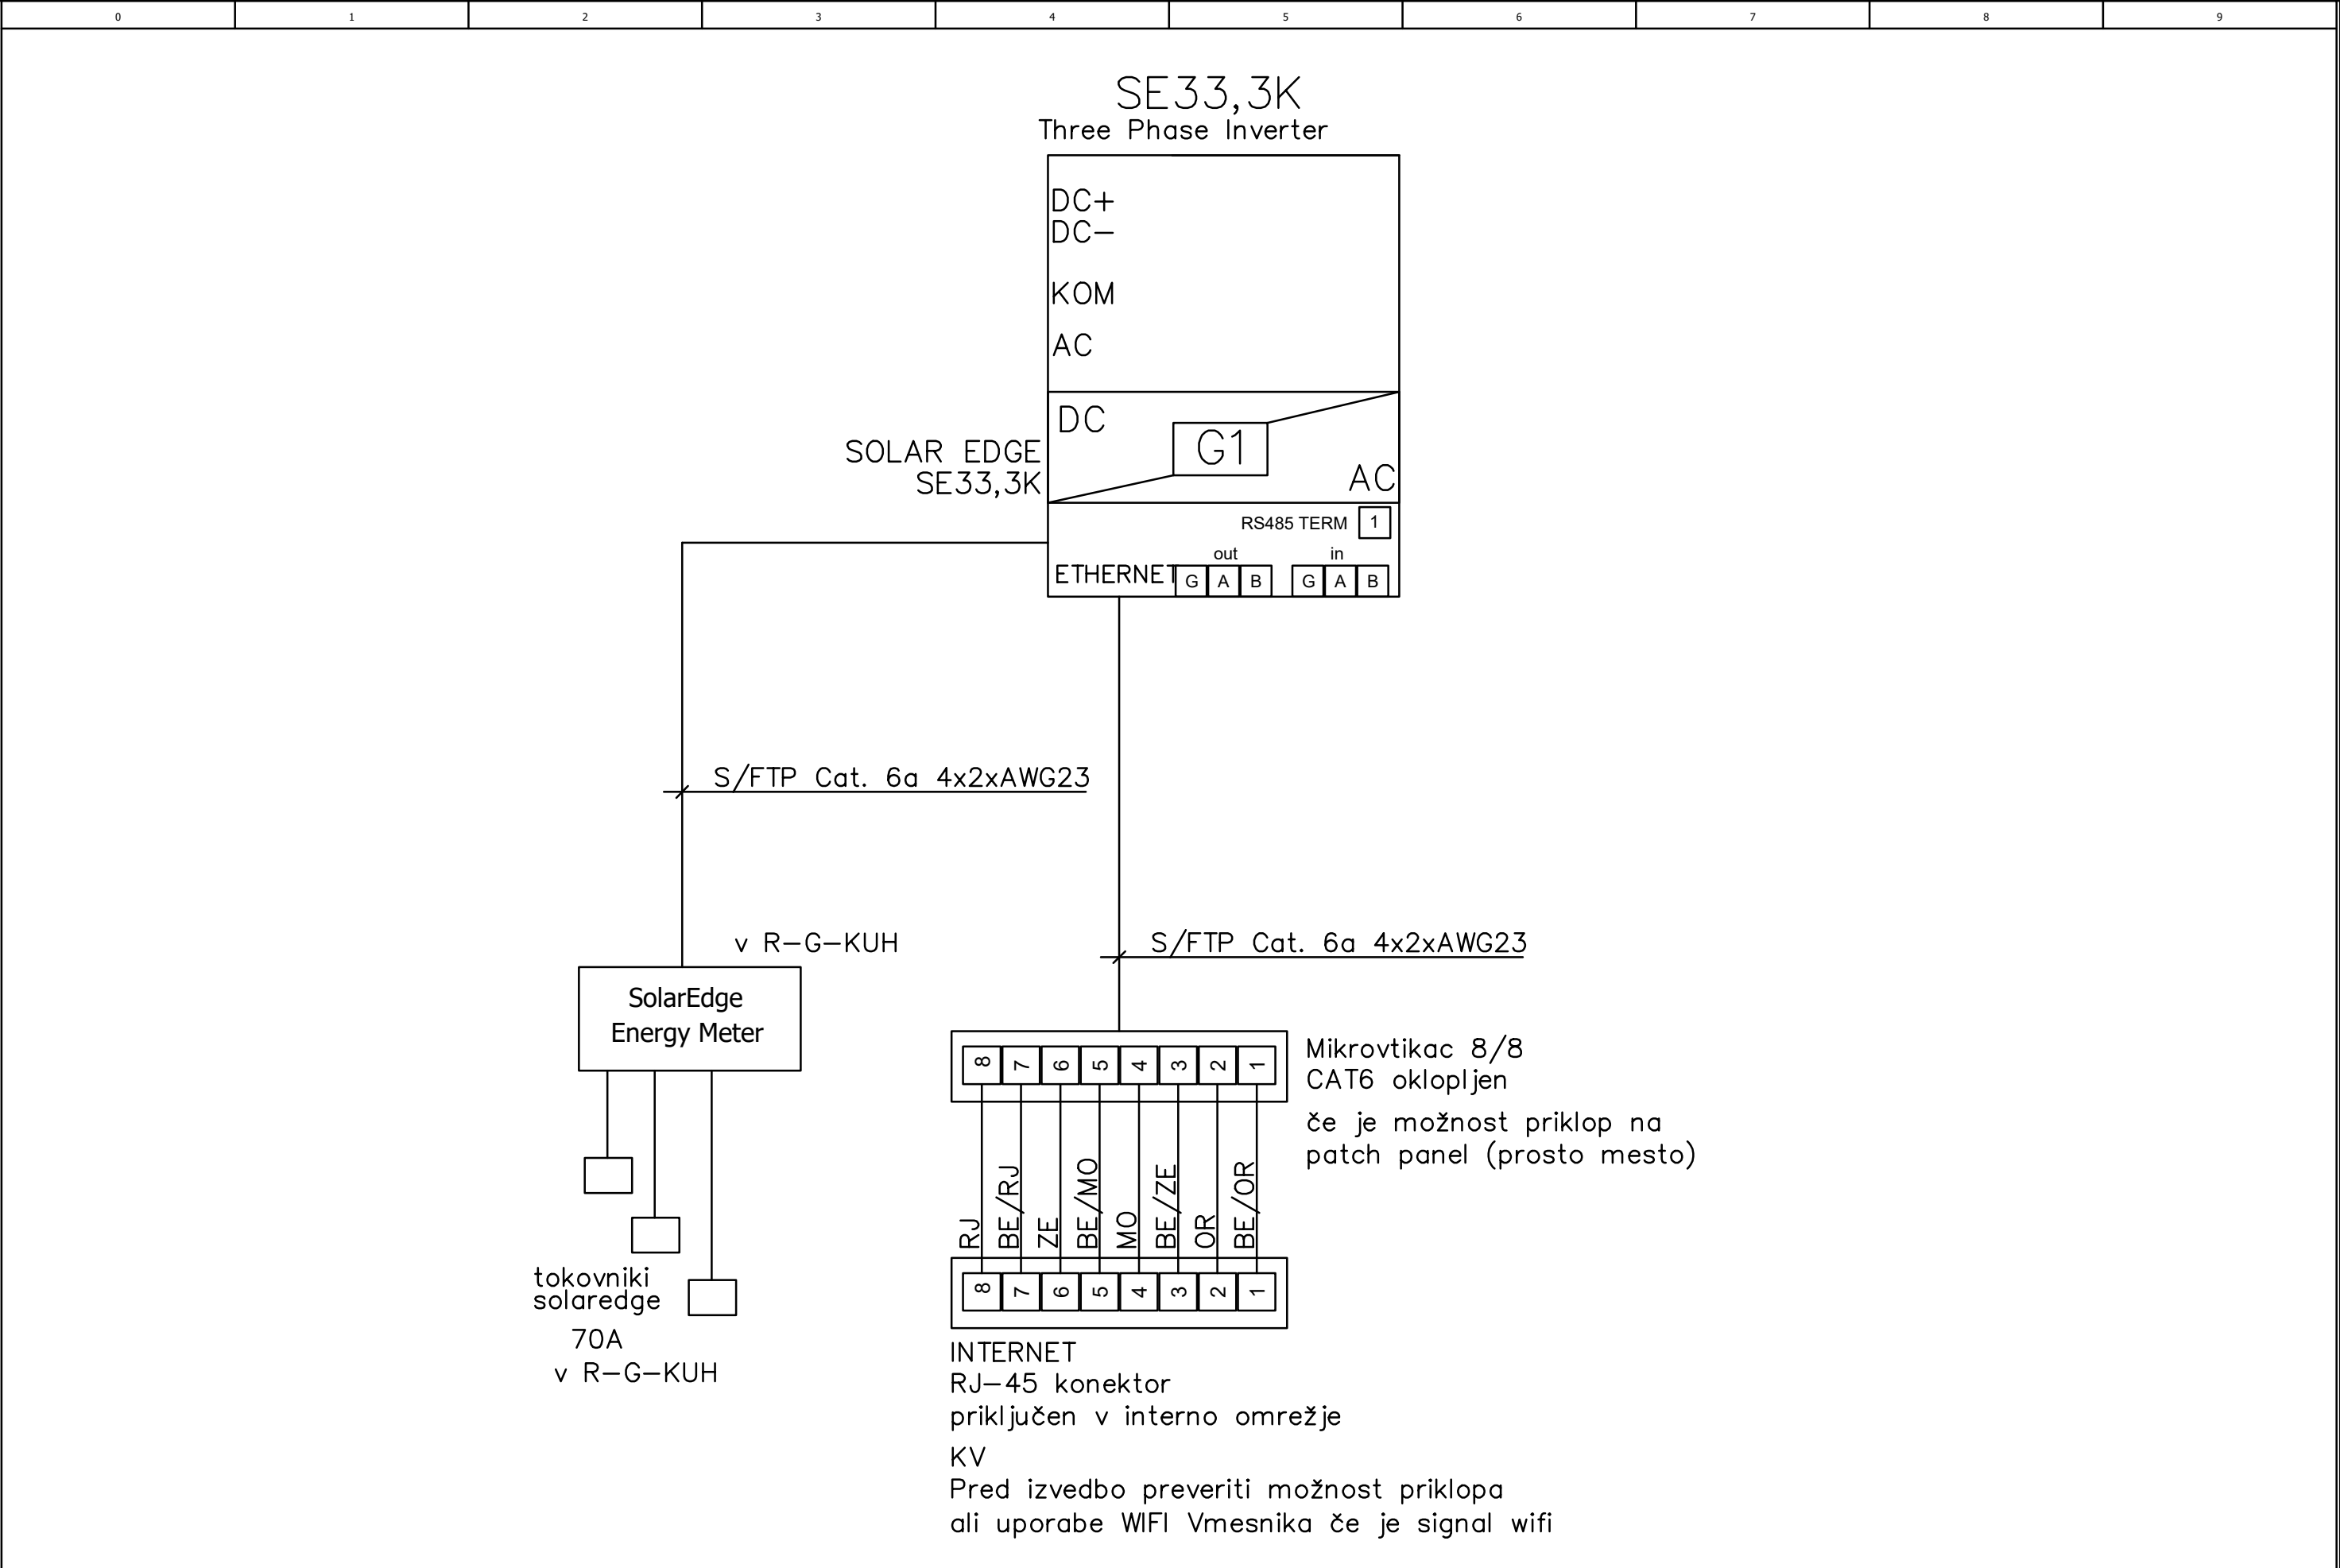 0 1 2 3 4 5 6 7 8 9
SE33,3K
Three Phase Inverter
DC+
DC-
KOM
AC
DC
G1
AC
SOLAR EDGE
SE33,3K
RS485 TERM 1
out in
ETHERNET G A B G A B
S/FTP Cat. 6a 4x2xAWG23
v R-G-KUH
S/FTP Cat. 6a 4x2xAWG23
SolarEdge
Energy Meter
8 7 6 5 4 3 2 1
Mikrovtikac 8/8
CAT6 oklopljen
če je možnost priklop na
patch panel (prosto mesto)
RJ BE/RJ ZE BE/MO MO BE/ZE OR BE/OR
8 7 6 5 4 3 2 1
tokovniki
solaredge
70A
v R-G-KUH
INTERNET
RJ-45 konektor
priključen v interno omrežje
KV
Pred izvedbo preveriti možnost priklopa
ali uporabe WIFI Vmesnika če je signal wifi